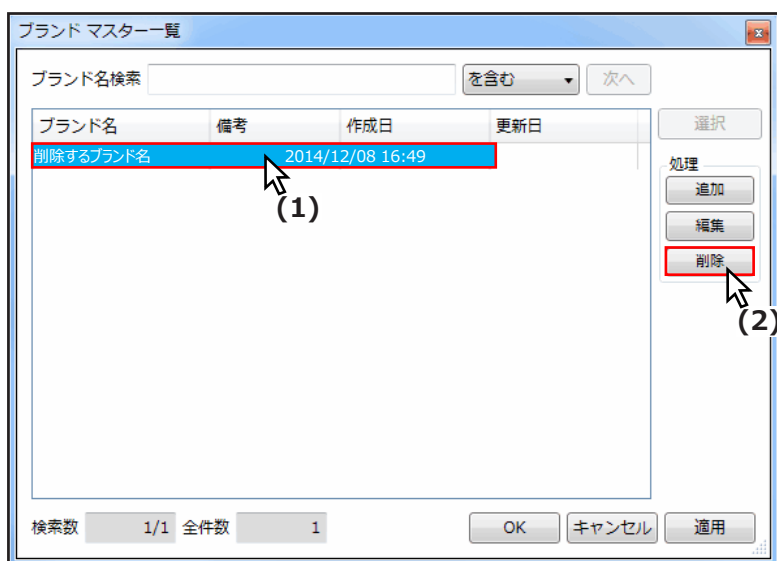 ブランド マスター一覧
ブランド名検索 を含む 次へ
ブランド名 備考 作成日 更新日 選択
削除するブランド名 2014/12/08 16:49
処理
追加
(1)
編集
削除
(2)
検索数 1/1 全件数 1 OK キャンセル 適用